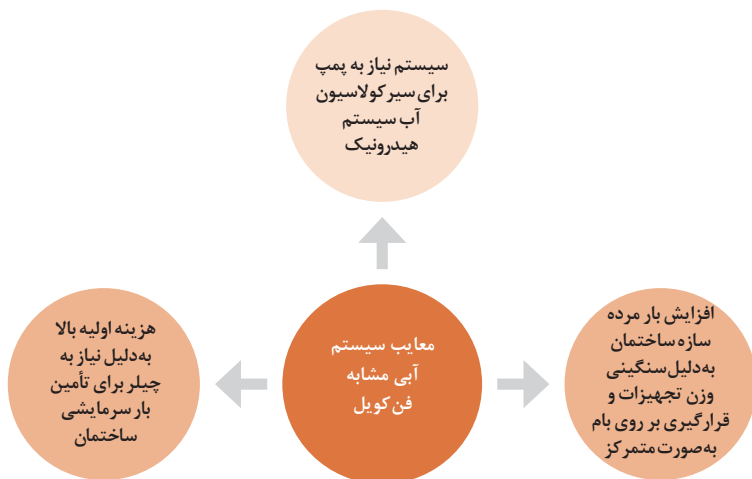 سیستم نیاز به پمپ
برای سیرکولاسیون
آب سیستم
هیدرونیک
افزایش بار مرده
سازه ساختمان
به‌دلیل سنگینی
وزن تجهیزات و
قرارگیری بر روی بام
به‌صورت متمرکز
معایب سیستم
آبی مشابه
فن کویل
هزینه اولیه بالا
به‌دلیل نیاز به
چیلر برای تأمین
بار سرمایشی
ساختمان